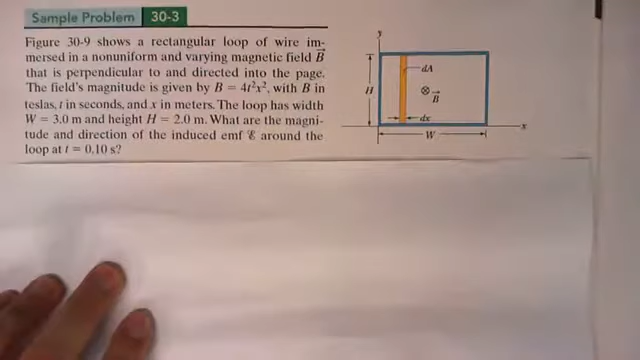 Sample Problem 30-3
Figure 30-9 shows a rectangular loop of wire im-
mersed in a nonuniform and varying magnetic field B
that is perpendicular to and directed into the page.
The field's magnitude is given by B = 4t²x², with B in
teslas, t in seconds, and x in meters. The loop has width
W = 3.0 m and height H = 2.0 m. What are the magni-
tude and direction of the induced emf ℰ around the
loop at t = 0.10 s?
y
dA
H
B
dx
x
W